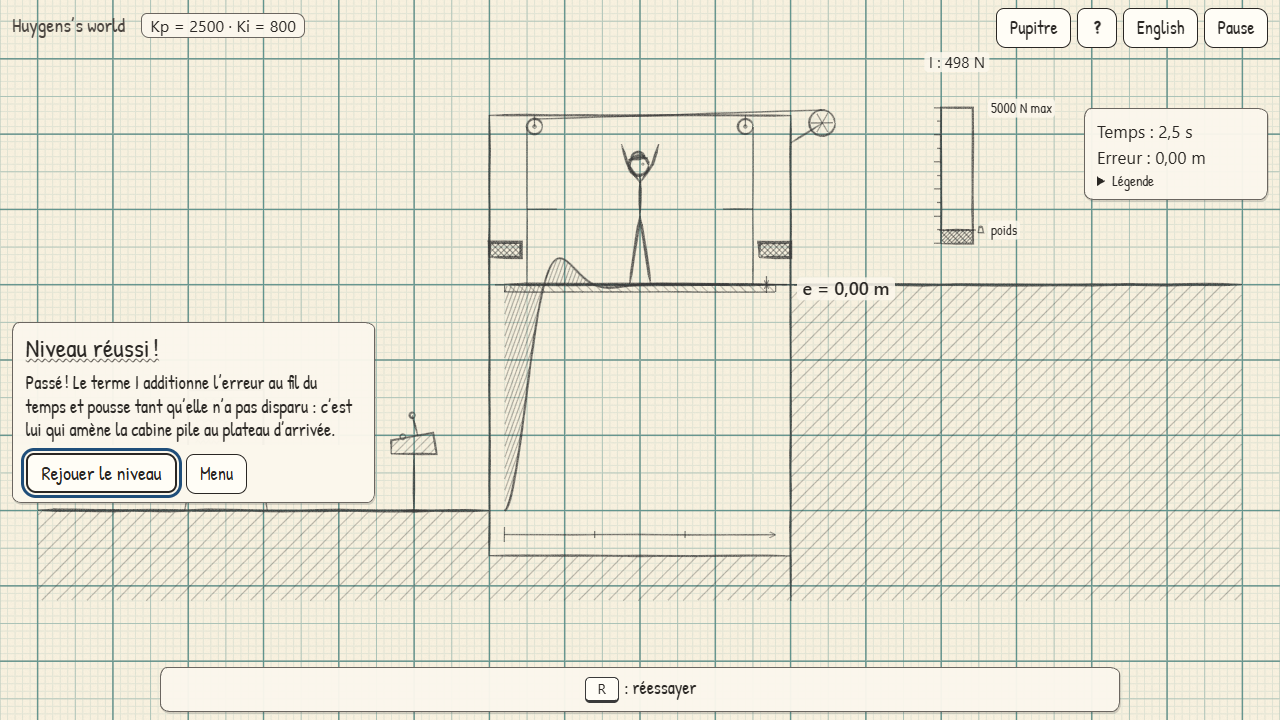 Huygens's world
Kp = 2500 · Ki = 800
Pupitre
?
English
Pause
I : 498 N
5000 N max
poids
Temps : 2,5 s
Erreur : 0,00 m
Légende
e = 0,00 m
Niveau réussi !
Passé ! Le terme I additionne l'erreur au fil du
temps et pousse tant qu'elle n'a pas disparu : c'est
lui qui amène la cabine pile au plateau d'arrivée.
Rejouer le niveau
Menu
R : réessayer